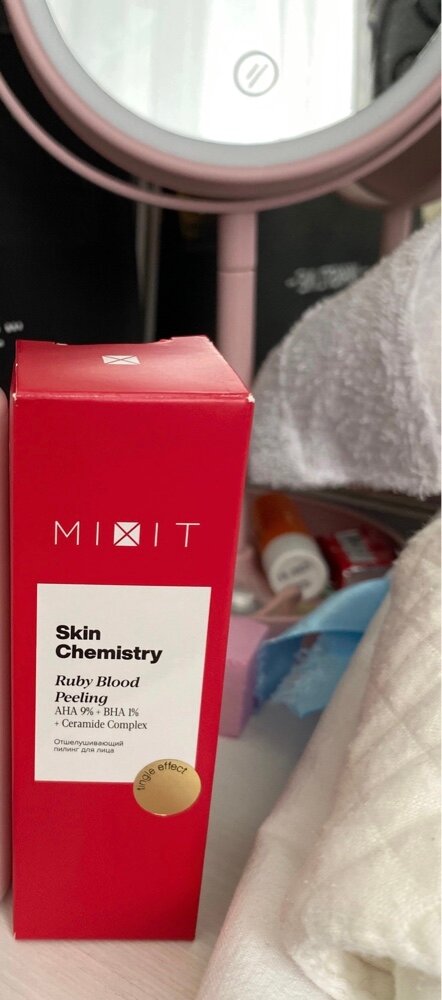 MIXIT
Skin
Chemistry
Ruby Blood
Peeling
AHA 9% + BHA 1%
+ Ceramide Complex
Отшелушивающий
пилинг для лица
tingle effect